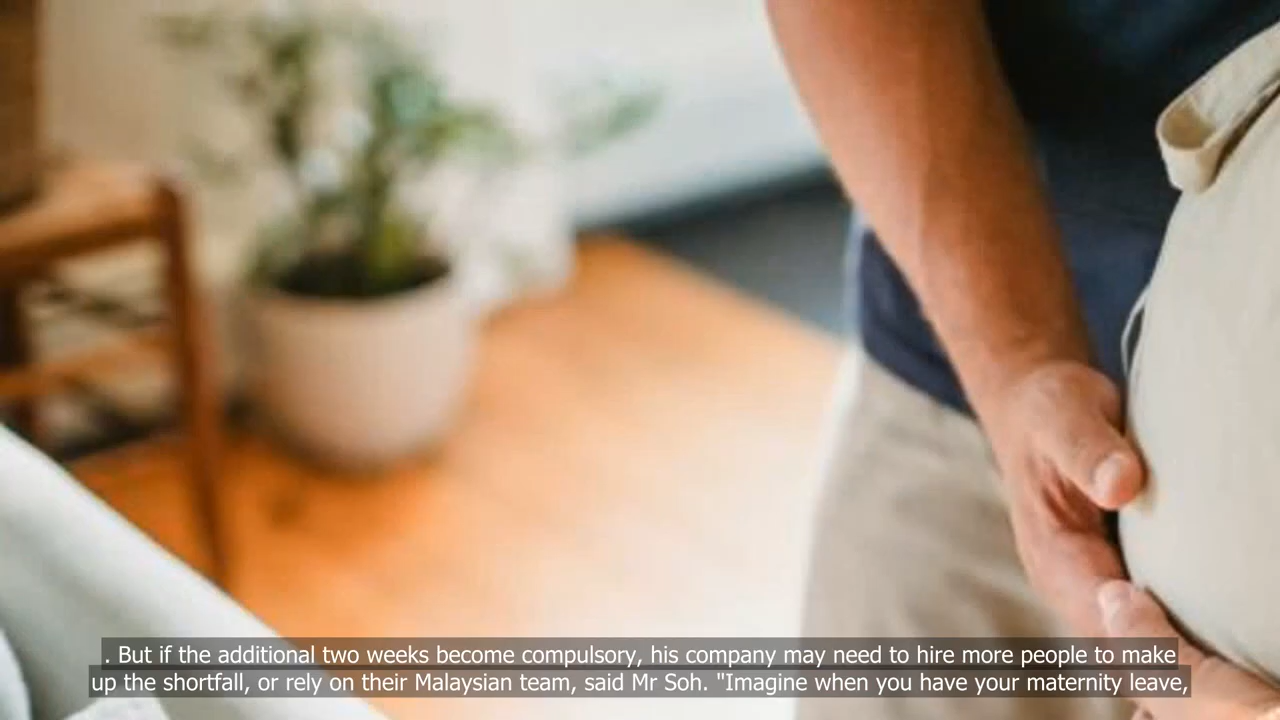 . But if the additional two weeks become compulsory, his company may need to hire more people to make
up the shortfall, or rely on their Malaysian team, said Mr Soh. "Imagine when you have your maternity leave,